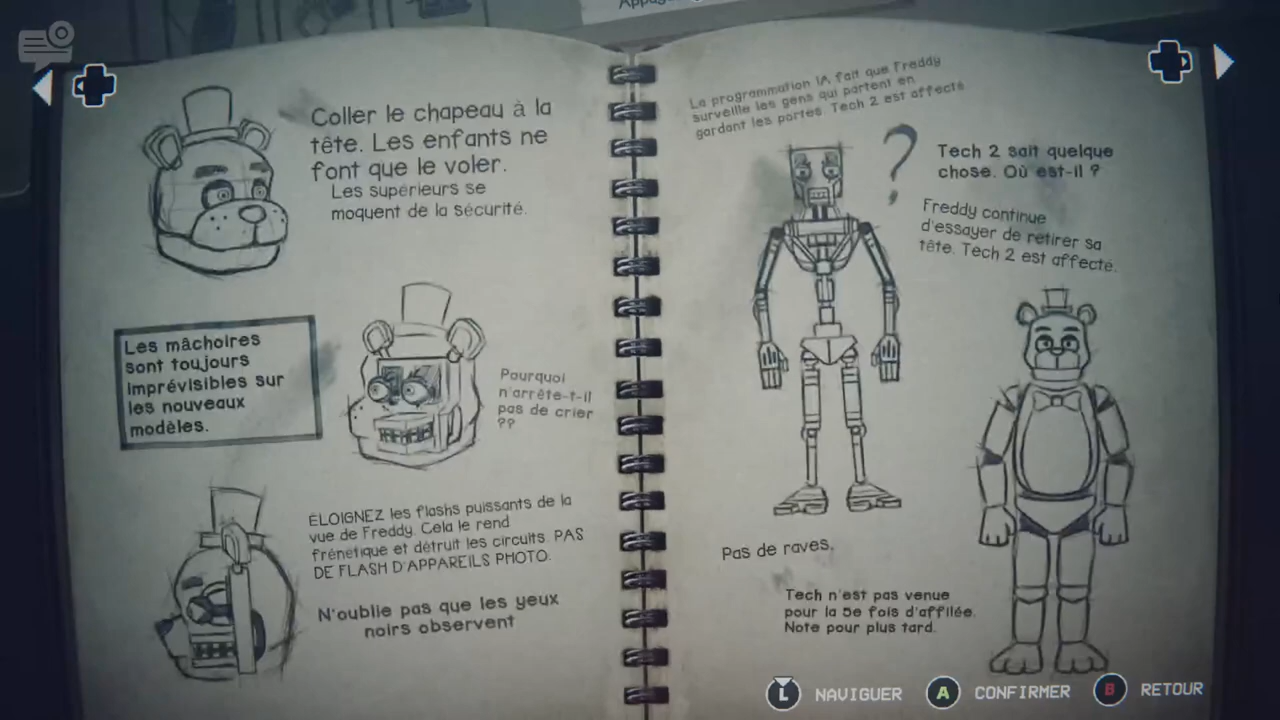 Coller le chapeau à la
tête. Les enfants ne
font que le voler.
Les supérieurs se
moquent de la sécurité.
Les mâchoires
sont toujours
imprévisibles sur
les nouveaux
modèles.
Pourquoi
n'arrête-t-il
pas de crier
??
ÉLOIGNEZ les flashs puissants de la
vue de Freddy. Cela le rend
frénétique et détruit les circuits. PAS
DE FLASH D'APPAREILS PHOTO.
N'oublie pas que les yeux
noirs observent
La programmation IA fait que Freddy
surveille les gens qui partent en
gardant les portes. Tech 2 est affecté
?
Tech 2 sait quelque
chose. Où est-il ?
Freddy continue
d'essayer de retirer sa
tête. Tech 2 est affecté.
Pas de raves.
Tech n'est pas venue
pour la 5e fois d'affilée.
Note pour plus tard.
L NAVIGUER A CONFIRMER B RETOUR